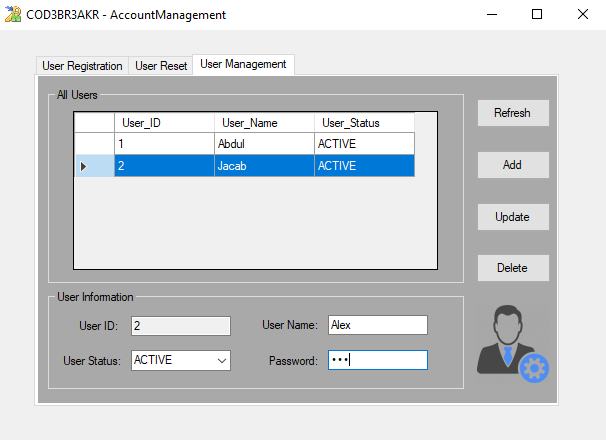 COD3BR3AKR - AccountManagement
User Registration User Reset User Management
All Users
User_ID User_Name User_Status
1 Abdul ACTIVE
2 Jacab ACTIVE
Refresh
Add
Update
Delete
User Information
User ID: 2 User Name: Alex
User Status: ACTIVE Password: •••